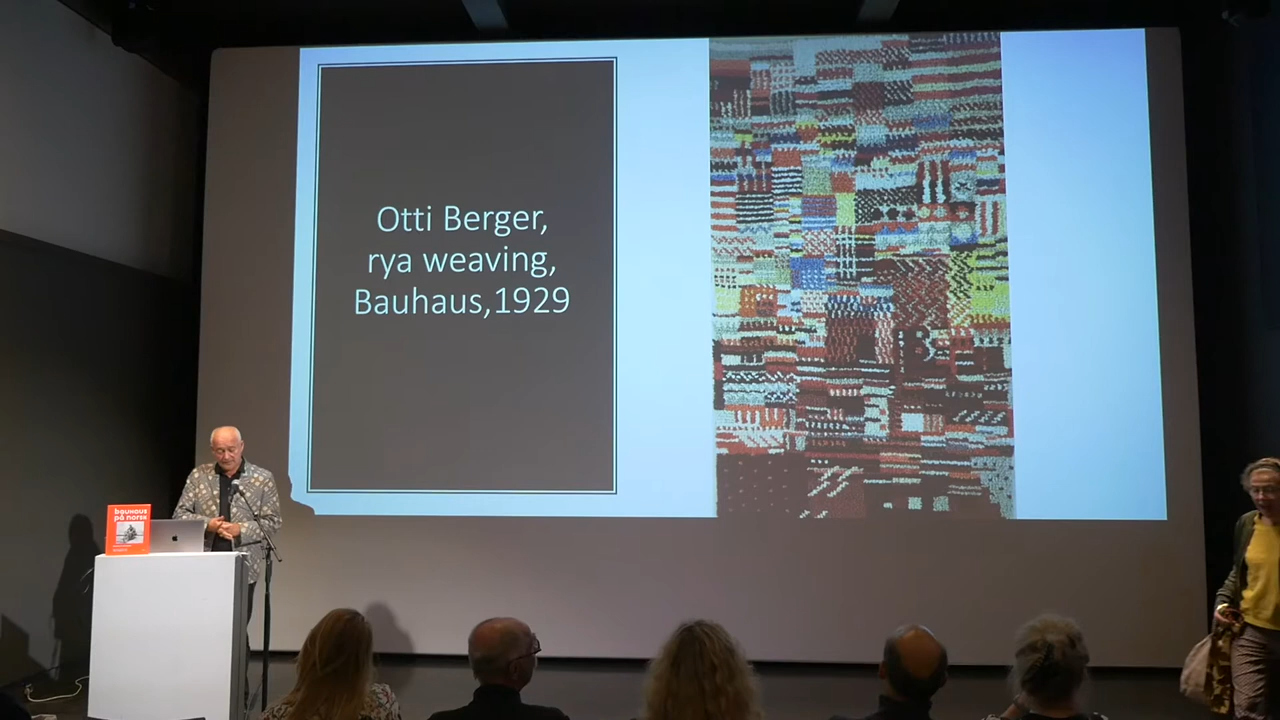 Otti Berger,
rya weaving,
Bauhaus,1929
bauhaus
på norsk